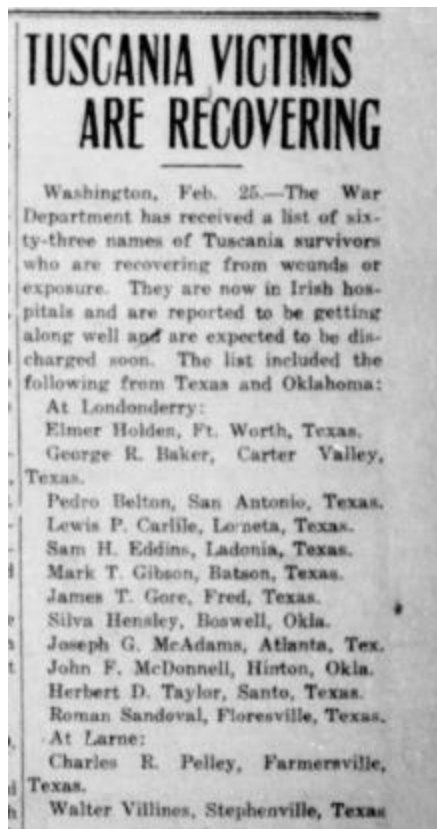 TUSCANIA VICTIMS
ARE RECOVERING
Washington, Feb. 25.—The War
Department has received a list of six-
ty-three names of Tuscania survivors
who are recovering from wounds or
exposure. They are now in Irish hos-
pitals and are reported to be getting
along well and are expected to be dis-
charged soon. The list included the
following from Texas and Oklahoma:
At Londonderry:
Elmer Holden, Ft. Worth, Texas.
George R. Baker, Carter Valley,
Texas.
Pedro Belton, San Antonio, Texas.
Lewis P. Carlile, Lometa, Texas.
Sam H. Eddins, Ladonia, Texas.
Mark T. Gibson, Batson, Texas.
James T. Gore, Fred, Texas.
Silva Hensley, Boswell, Okla.
Joseph G. McAdams, Atlanta, Tex.
John F. McDonnell, Hinton, Okla.
Herbert D. Taylor, Santo, Texas.
Roman Sandoval, Floresville, Texas.
At Larne:
Charles R. Pelley, Farmersville,
Texas.
Walter Villines, Stephenville, Texas